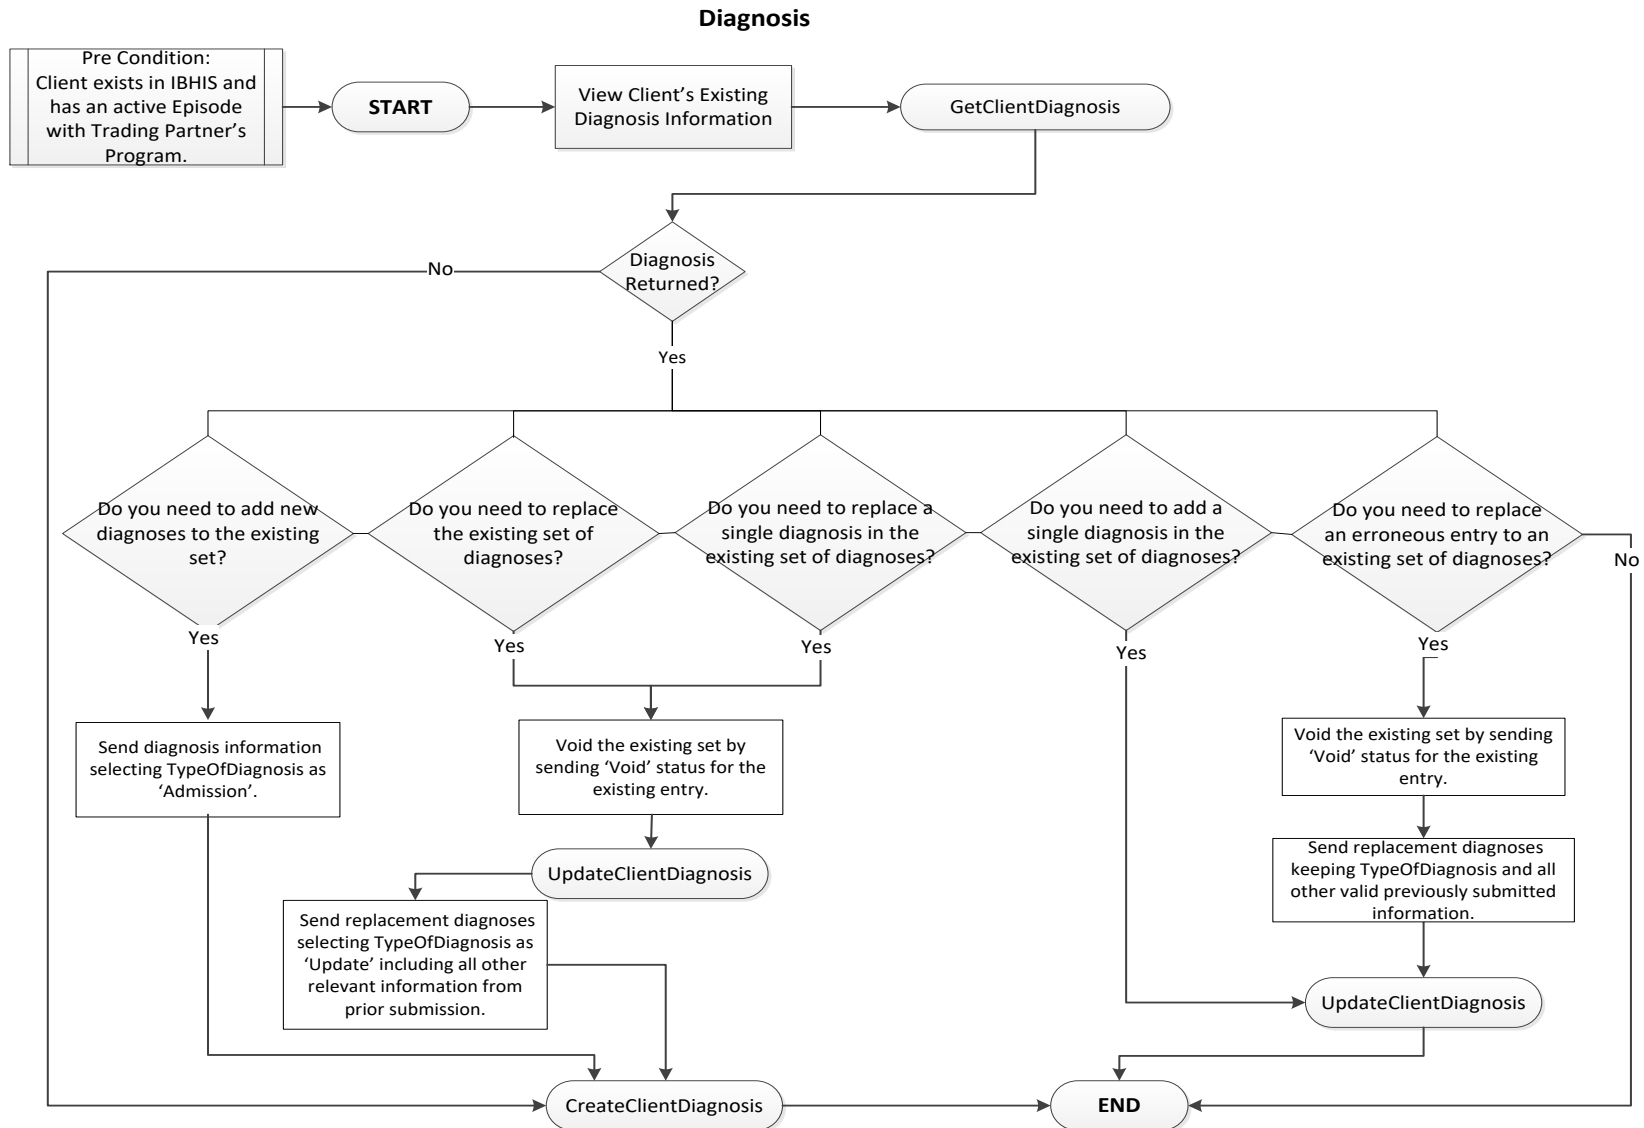 Diagnosis
Pre Condition:
Client exists in IBHIS and
has an active Episode
with Trading Partner's
Program.
START
View Client's Existing
Diagnosis Information
GetClientDiagnosis
Diagnosis
Returned?
No
Yes
Do you need to add new
diagnoses to the existing
set?
Do you need to replace
the existing set of
diagnoses?
Do you need to replace a
single diagnosis in the
existing set of diagnoses?
Do you need to add a
single diagnosis in the
existing set of diagnoses?
Do you need to replace
an erroneous entry to an
existing set of diagnoses?
No
Yes
Yes
Yes
Yes
Yes
Send diagnosis information
selecting TypeOfDiagnosis as
‘Admission’.
Void the existing set by
sending ‘Void’ status for the
existing entry.
Void the existing set by sending
‘Void’ status for the existing
entry.
UpdateClientDiagnosis
Send replacement diagnoses
keeping TypeOfDiagnosis and all
other valid previously submitted
information.
Send replacement diagnoses
selecting TypeOfDiagnosis as
‘Update’ including all other
relevant information from
prior submission.
UpdateClientDiagnosis
CreateClientDiagnosis
END